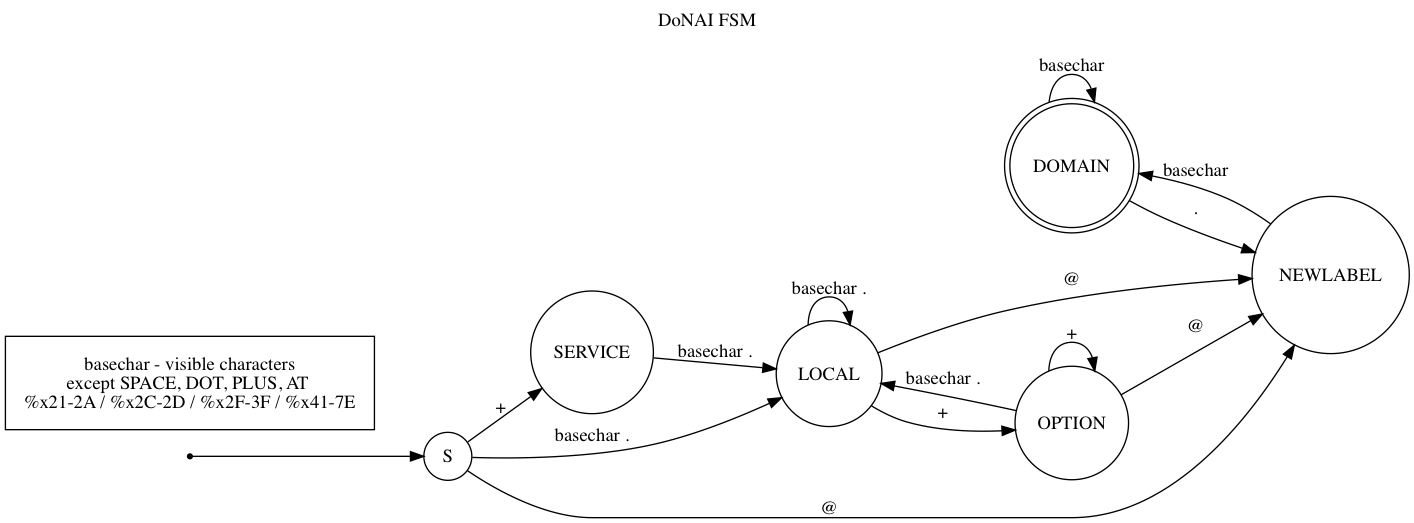 DoNAI FSM
basechar
DOMAIN
basechar
.
NEWLABEL
@
basechar .
@
SERVICE
basechar .
LOCAL
+
basechar .
+
OPTION
basechar - visible characters
except SPACE, DOT, PLUS, AT
%x21-2A / %x2C-2D / %x2F-3F / %x41-7E
+
basechar .
S
@